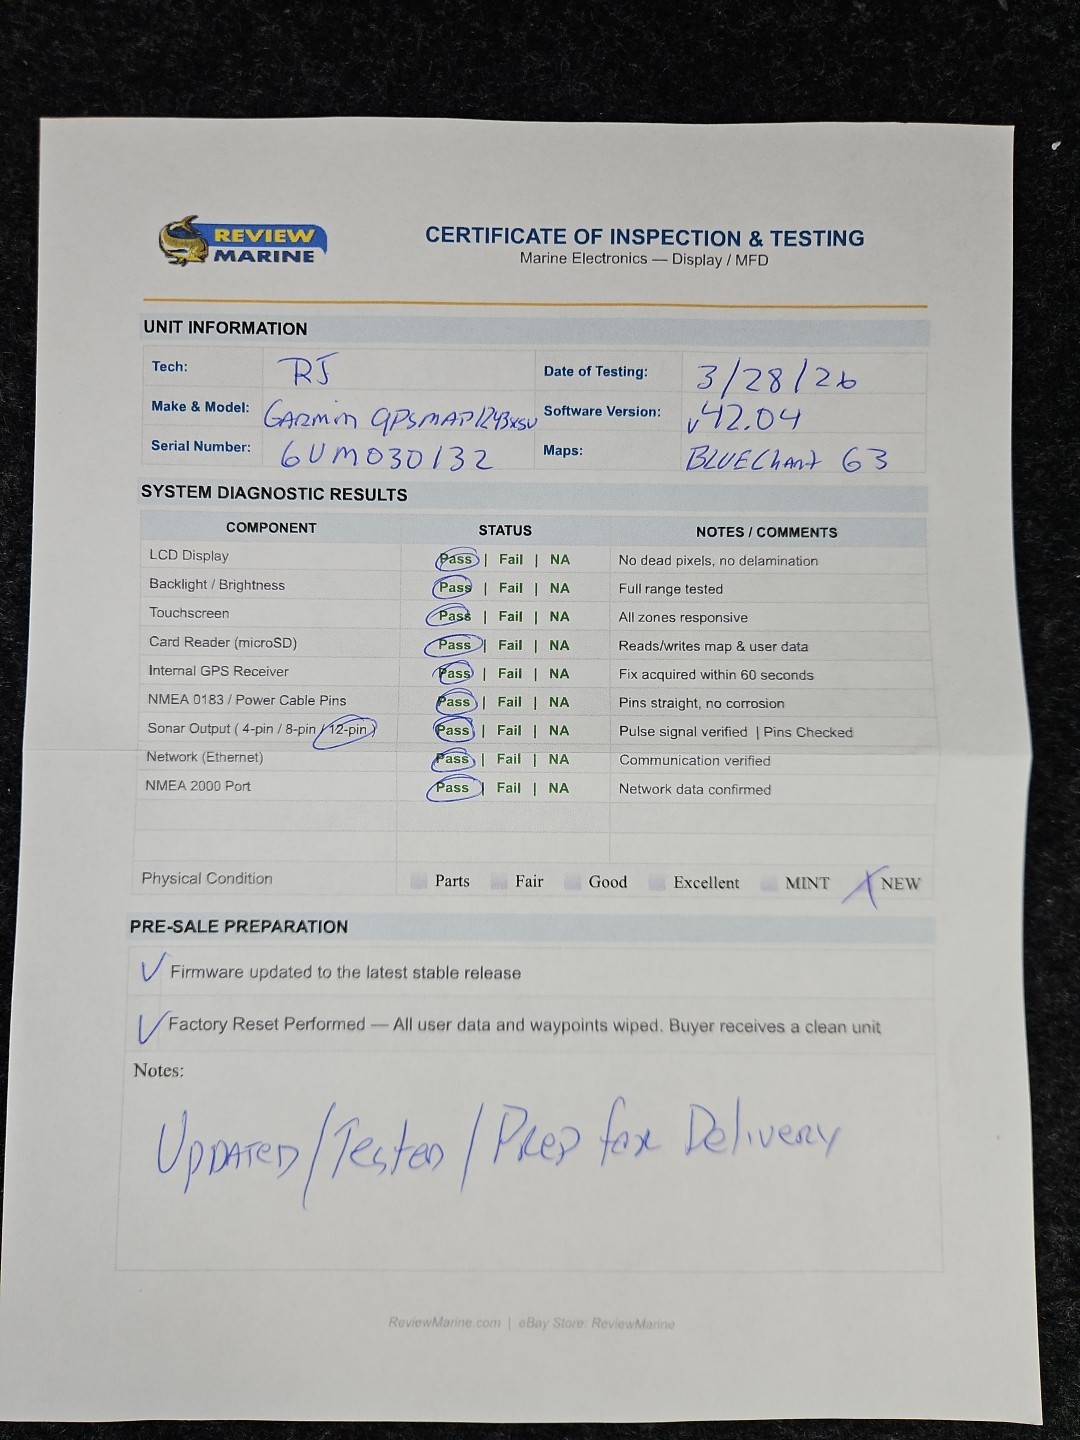 REVIEW
MARINE
CERTIFICATE OF INSPECTION & TESTING
Marine Electronics — Display / MFD
UNIT INFORMATION
Tech: RJ Date of Testing: 3/28/26
Make & Model: GARMIN GPSMAP 1243xsv Software Version: v42.04
Serial Number: 6UM030132 Maps: BLUEChart G3
SYSTEM DIAGNOSTIC RESULTS
COMPONENT STATUS NOTES / COMMENTS
LCD Display Pass | Fail | NA No dead pixels, no delamination
Backlight / Brightness Pass | Fail | NA Full range tested
Touchscreen Pass | Fail | NA All zones responsive
Card Reader (microSD) Pass | Fail | NA Reads/writes map & user data
Internal GPS Receiver Pass | Fail | NA Fix acquired within 60 seconds
NMEA 0183 / Power Cable Pins Pass | Fail | NA Pins straight, no corrosion
Sonar Output ( 4-pin / 8-pin / 12-pin ) Pass | Fail | NA Pulse signal verified | Pins Checked
Network (Ethernet) Pass | Fail | NA Communication verified
NMEA 2000 Port Pass | Fail | NA Network data confirmed
Physical Condition Parts Fair Good Excellent MINT X NEW
PRE-SALE PREPARATION
✓ Firmware updated to the latest stable release
✓ Factory Reset Performed — All user data and waypoints wiped. Buyer receives a clean unit
Notes:
UPDATED / Tested / PREP for Delivery
ReviewMarine.com | eBay Store: ReviewMarine